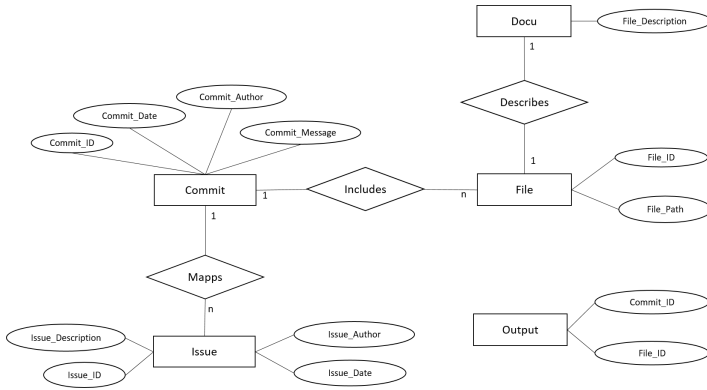 Docu
File_Description
1
Commit_Author
Commit_Date
Describes
Commit_Message
Commit_ID
1
File_ID
Commit
1
Includes
n
File
1
File_Path
Mapps
n
Commit_ID
Issue_Description
Issue_Author
Output
Issue
Issue_ID
Issue_Date
File_ID